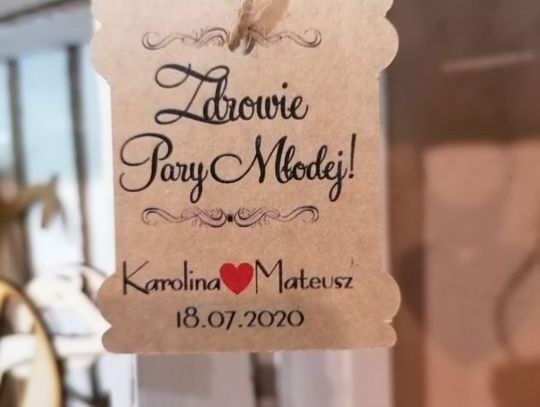 Zdrowie
Pary Młodej!
Karolina Mateusz
18.07.2020